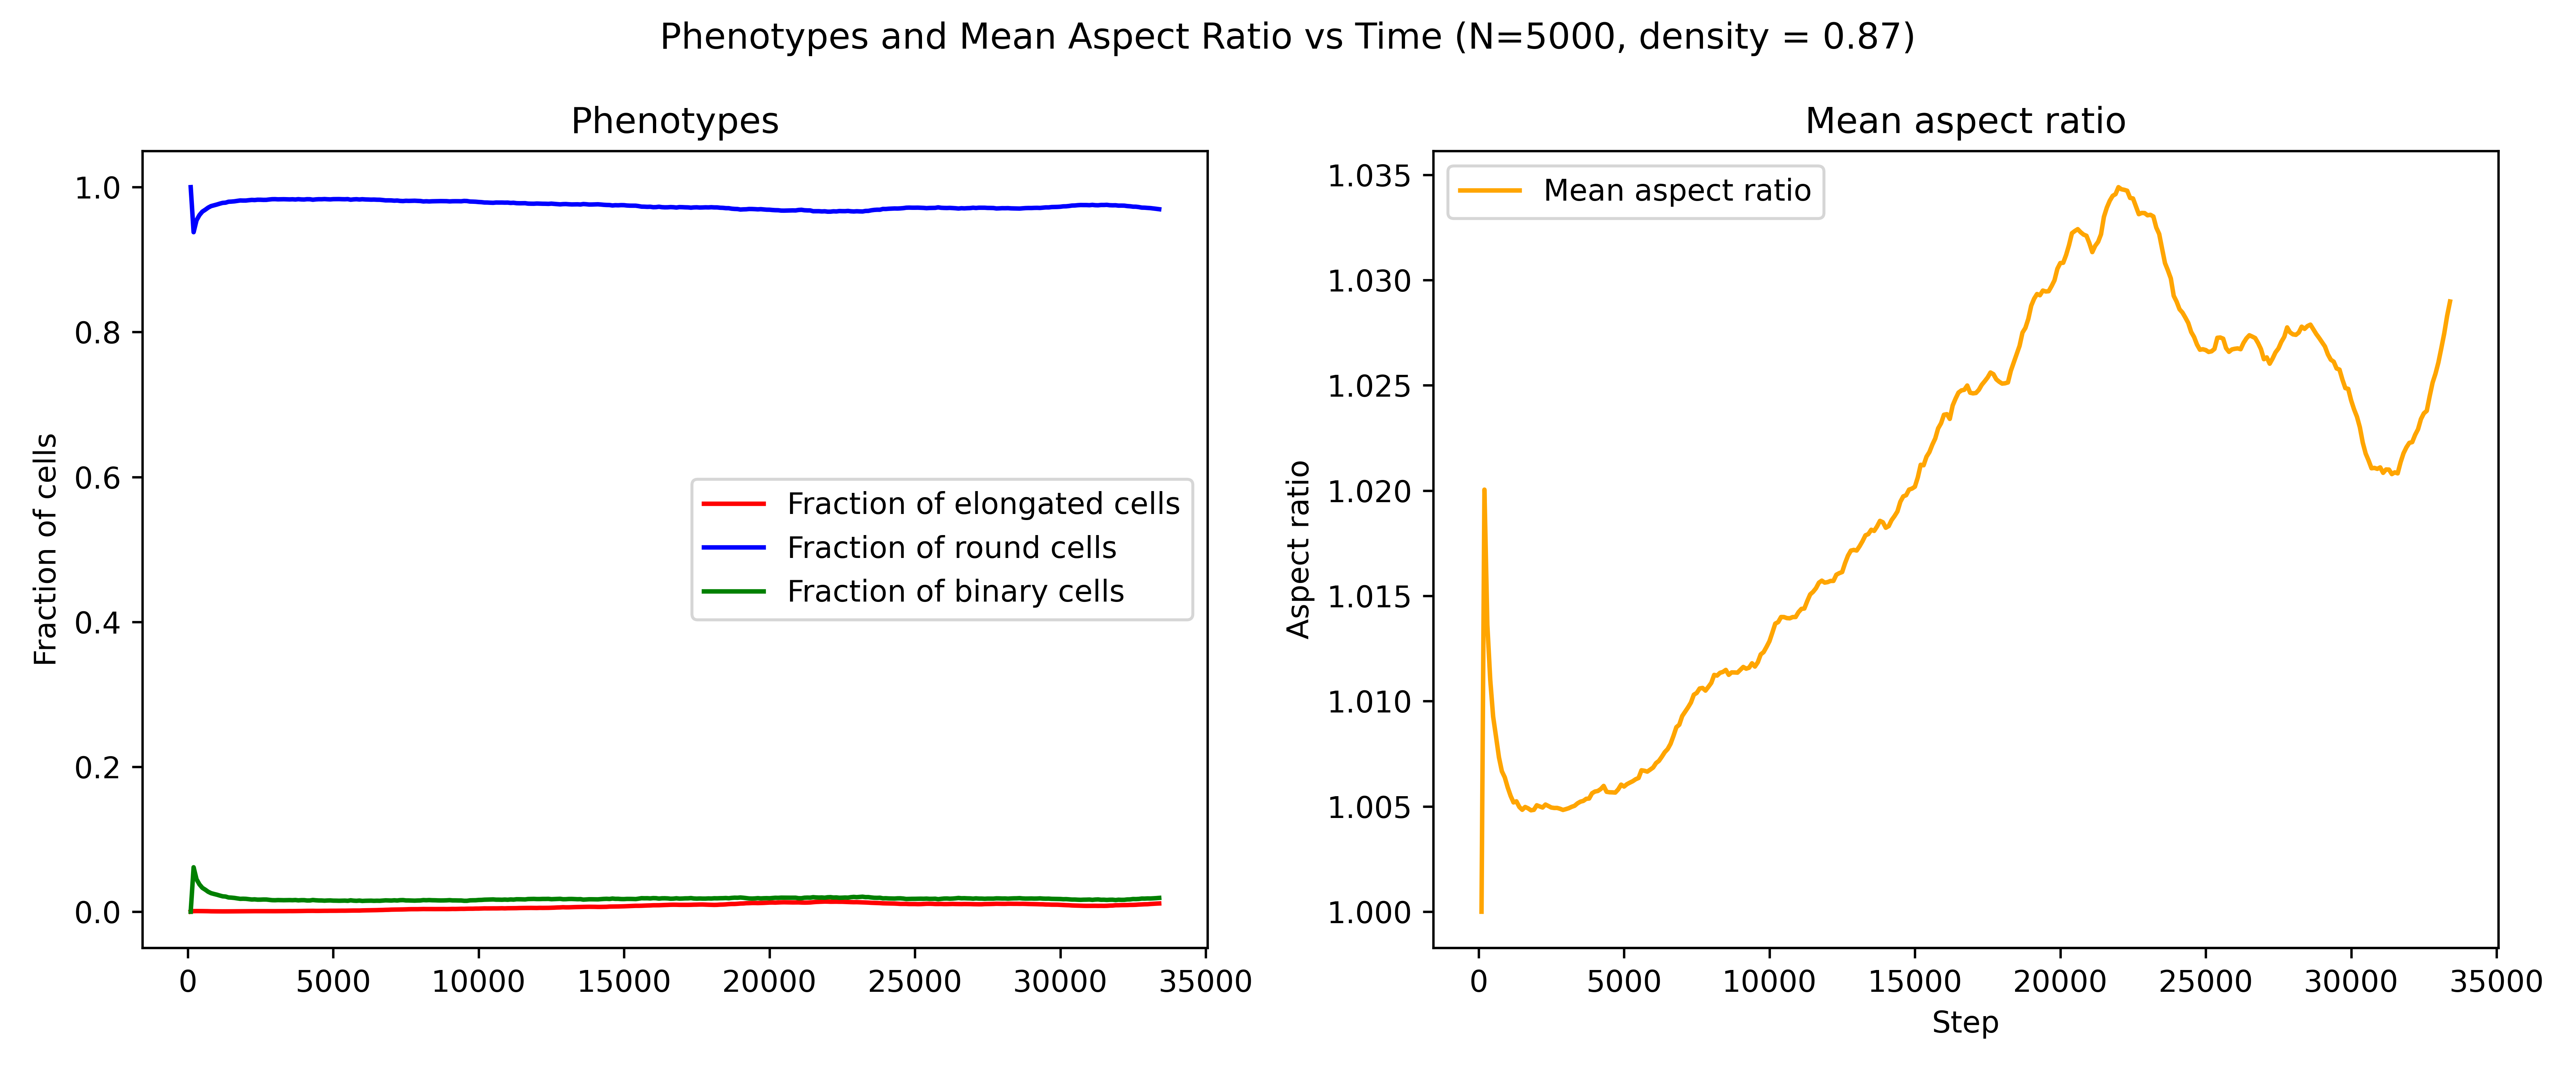 Phenotypes and Mean Aspect Ratio vs Time (N=5000, density = 0.87)
Phenotypes
Fraction of cells
1.0
0.8
0.6
0.4
0.2
0.0
Fraction of elongated cells
Fraction of round cells
Fraction of binary cells
0 5000 10000 15000 20000 25000 30000 35000
Mean aspect ratio
Aspect ratio
1.035
1.030
1.025
1.020
1.015
1.010
1.005
1.000
Mean aspect ratio
0 5000 10000 15000 20000 25000 30000 35000
Step